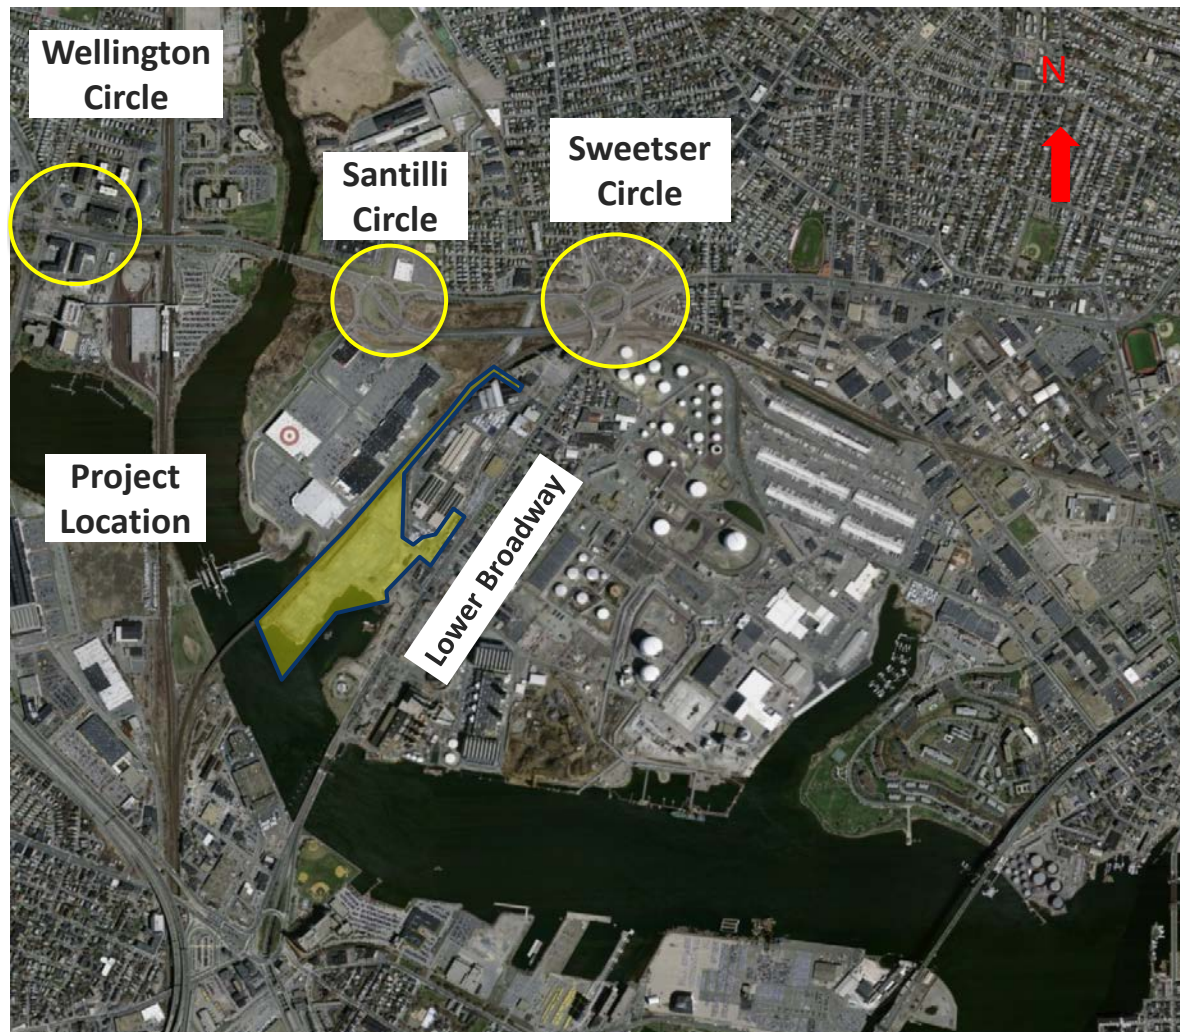 Wellington
Circle
N
Sweetser
Circle
Santilli
Circle
Project
Location
Lower Broadway